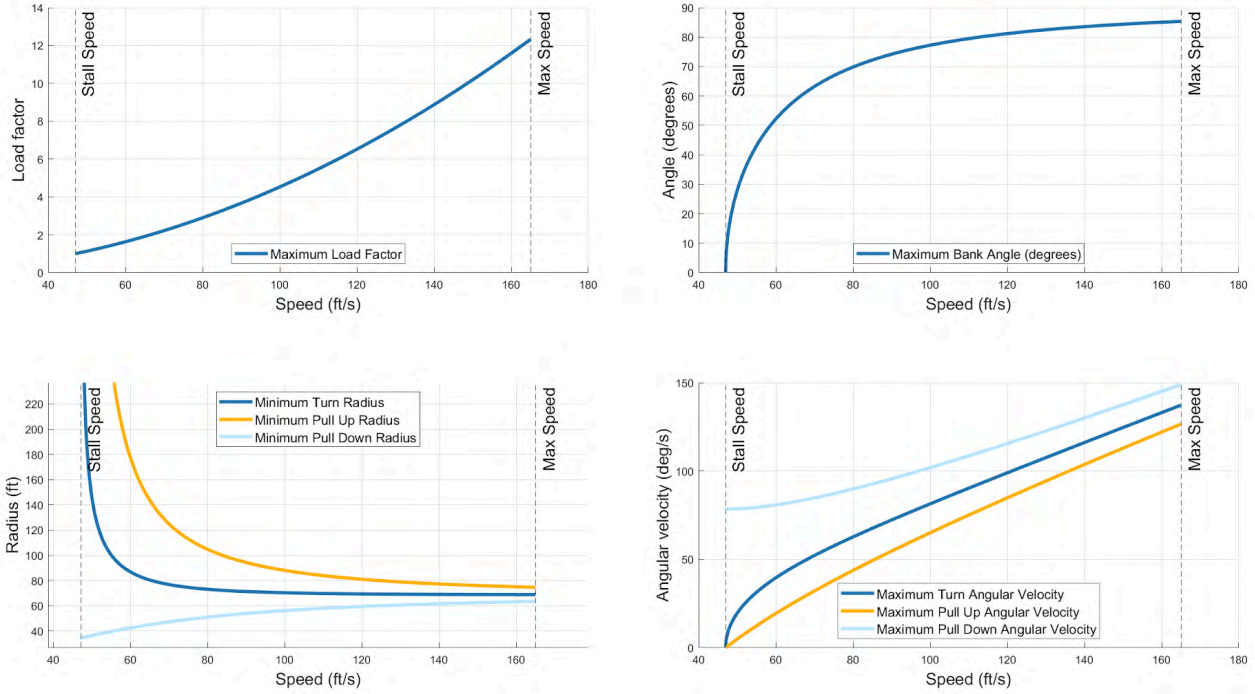 14
12
10
8
6
4
2
0
Load factor
Stall Speed
Max Speed
Maximum Load Factor
40 60 80 100 120 140 160 180
Speed (ft/s)
90
80
70
60
50
40
30
20
10
0
Angle (degrees)
Stall Speed
Max Speed
Maximum Bank Angle (degrees)
40 60 80 100 120 140 160 180
Speed (ft/s)
220
200
180
160
140
120
100
80
60
40
Radius (ft)
Stall Speed
Max Speed
Minimum Turn Radius
Minimum Pull Up Radius
Minimum Pull Down Radius
40 60 80 100 120 140 160
Speed (ft/s)
150
100
50
0
Angular velocity (deg/s)
Stall Speed
Max Speed
Maximum Turn Angular Velocity
Maximum Pull Up Angular Velocity
Maximum Pull Down Angular Velocity
40 60 80 100 120 140 160 180
Speed (ft/s)